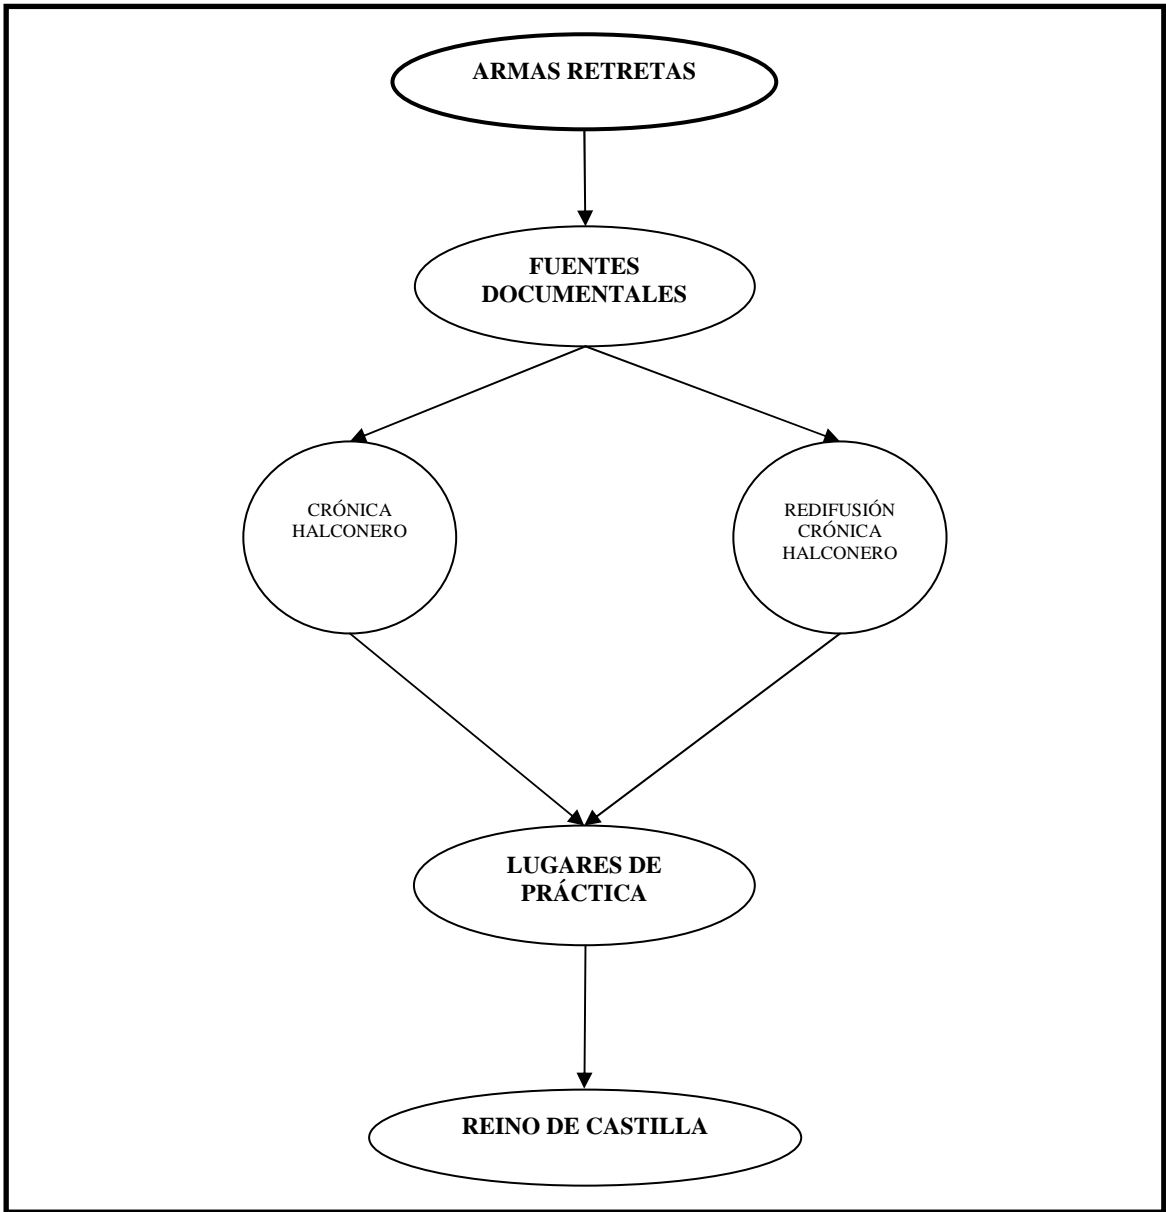 ARMAS RETRETAS
FUENTES
DOCUMENTALES
CRÓNICA
HALCONERO
REDIFUSIÓN
CRÓNICA
HALCONERO
LUGARES DE
PRÁCTICA
REINO DE CASTILLA